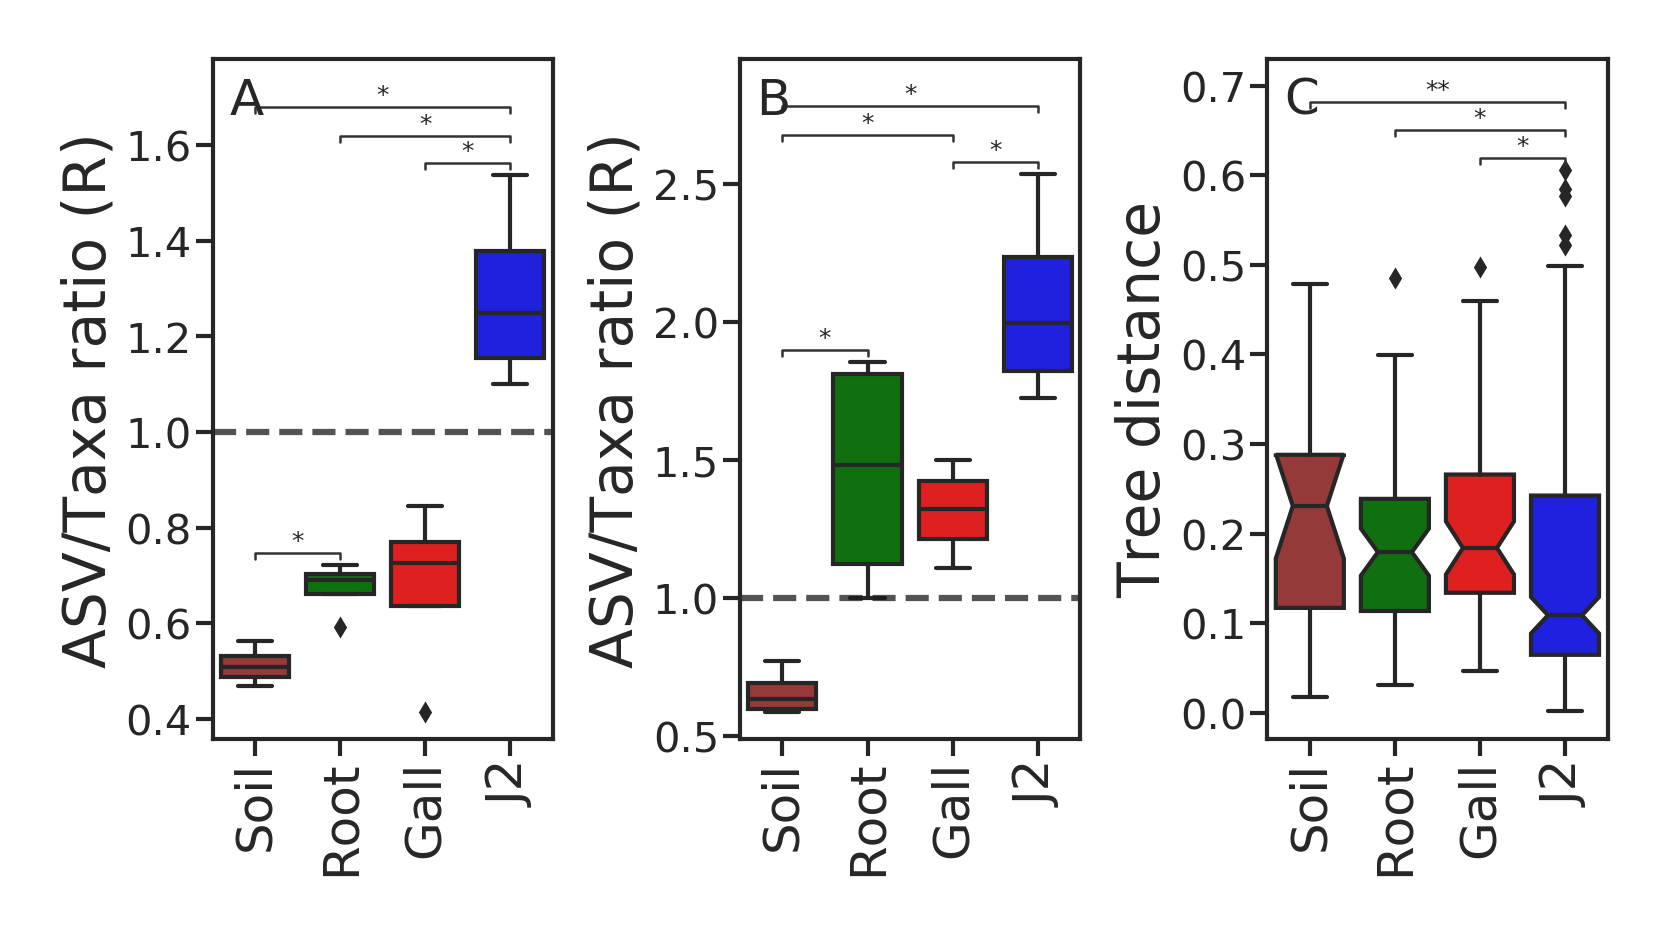 A
*
*
*
*
ASV/Taxa ratio (R)
1.6
1.4
1.2
1.0
0.8
0.6
0.4
Soil
Root
Gall
J2
B
*
*
*
*
ASV/Taxa ratio (R)
2.5
2.0
1.5
1.0
0.5
Soil
Root
Gall
J2
C
**
*
*
Tree distance
0.7
0.6
0.5
0.4
0.3
0.2
0.1
0.0
Soil
Root
Gall
J2